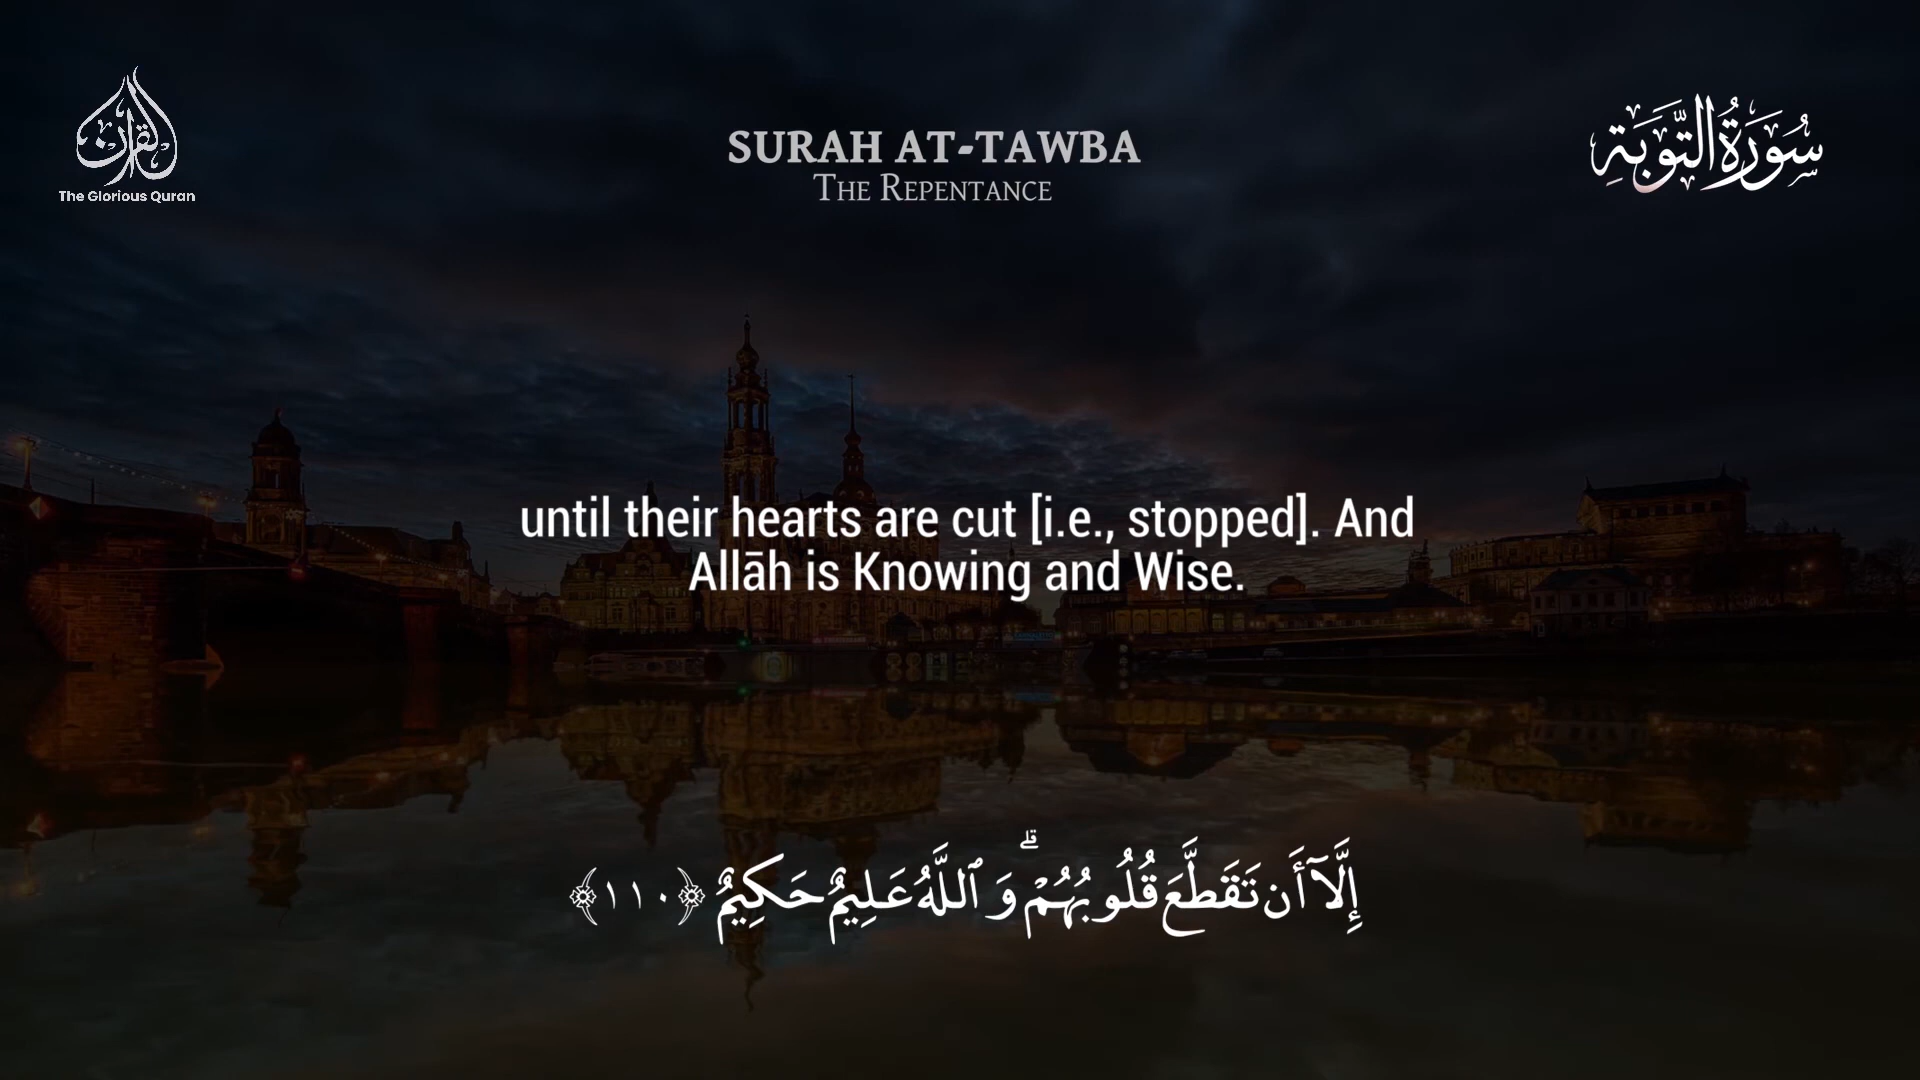 القرآن
The Glorious Quran
SURAH AT-TAWBA
THE REPENTANCE
سُورَةُ التَّوْبَةِ
until their hearts are cut [i.e., stopped]. And
Allāh is Knowing and Wise.
إِلَّآ أَن تَقَطَّعَ قُلُوبُهُمْ ۗ وَٱللَّهُ عَلِيمٌ حَكِيمٌ ﴿١١٠﴾